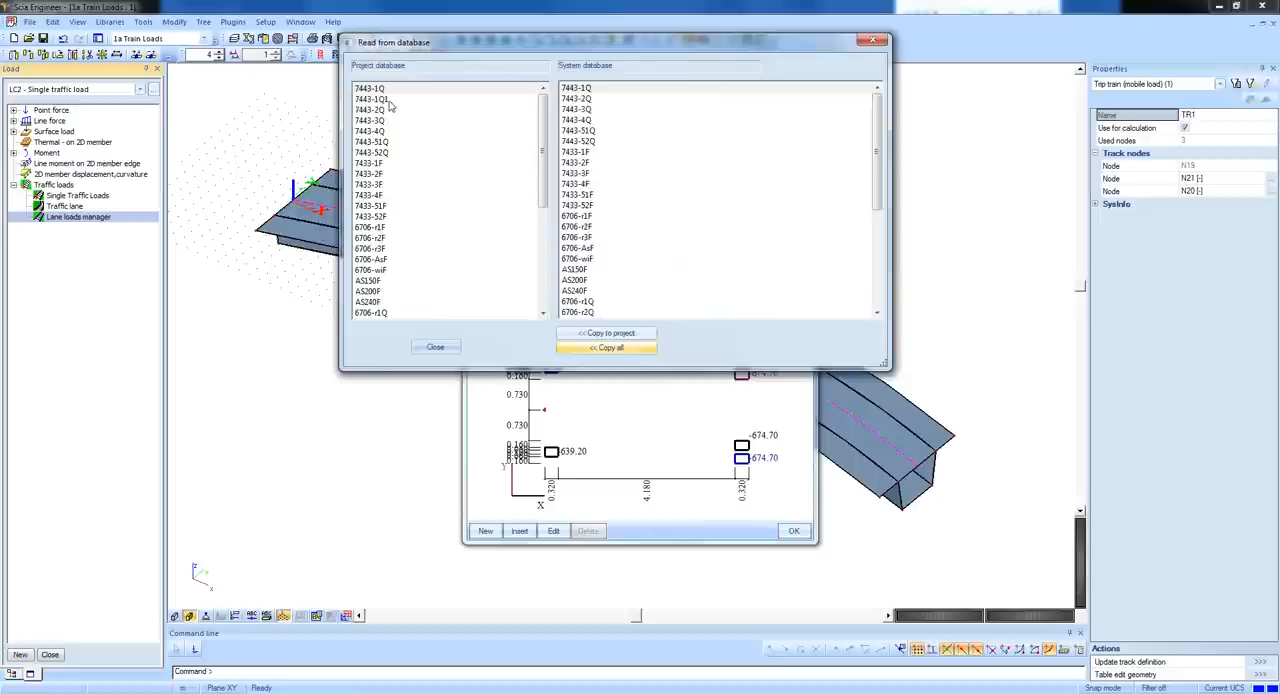 Scia Engineer - [1a Train Loads : 1]
File Edit View Libraries Tools Modify Tree Plugins Setup Window Help
1a Train Loads
4
1
Load
LC2 - Single traffic load
Point force
Line force
Surface load
Thermal - on 2D member
Moment
Line moment on 2D member edge
2D member displacement,curvature
Traffic loads
Single Traffic Loads
Traffic lane
Lane loads manager
New Close
Read from database
Project database
7443-1Q
7443-1Q1
7443-2Q
7443-3Q
7443-4Q
7443-51Q
7443-52Q
7433-1F
7433-2F
7433-3F
7433-4F
7433-51F
7433-52F
6706-r1F
6706-r2F
6706-r3F
6706-AsF
6706-wiF
AS150F
AS200F
AS240F
6706-r1Q
System database
7443-1Q
7443-2Q
7443-3Q
7443-4Q
7443-51Q
7443-52Q
7433-1F
7433-2F
7433-3F
7433-4F
7433-51F
7433-52F
6706-r1F
6706-r2F
6706-r3F
6706-AsF
6706-wiF
AS150F
AS200F
AS240F
6706-r1Q
6706-r2Q
<< Copy to project
<< Copy all
Close
0.730
0.730
0.160
0.160
639.20
-674.70
-674.70
Y
X
0.320
4.180
0.320
New Insert Edit Delete OK
z
y
x
Properties
Trip train (mobile load) (1)
Name TR1
Use for calculation
Used nodes 3
Track nodes
Node N19
Node N21 [-]
Node N20 [-]
SysInfo
Actions
Update track definition >>>
Table edit geometry >>>
Command line
Command >
m Plane XY Ready
Snap mode Filter off Current UCS